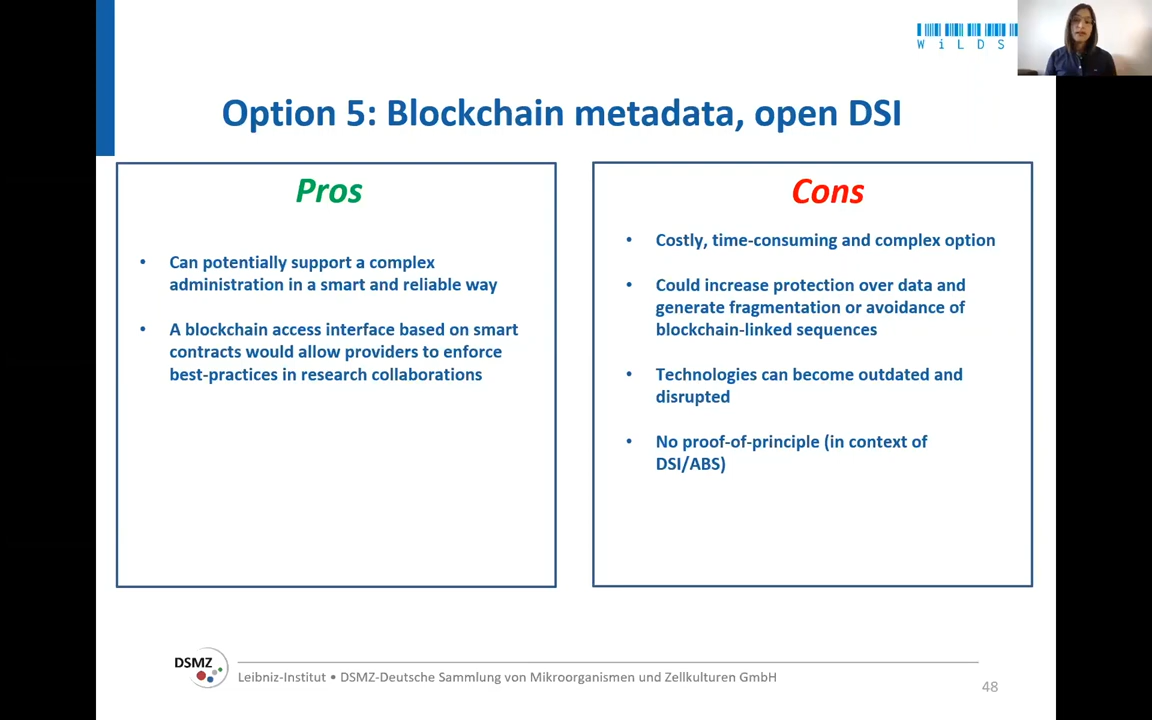 WiLDS
Option 5: Blockchain metadata, open DSI
Pros
• Can potentially support a complex
administration in a smart and reliable way
• A blockchain access interface based on smart
contracts would allow providers to enforce
best-practices in research collaborations
Cons
• Costly, time-consuming and complex option
• Could increase protection over data and
generate fragmentation or avoidance of
blockchain-linked sequences
• Technologies can become outdated and
disrupted
• No proof-of-principle (in context of
DSI/ABS)
DSMZ
Leibniz-Institut • DSMZ-Deutsche Sammlung von Mikroorganismen und Zellkulturen GmbH
48